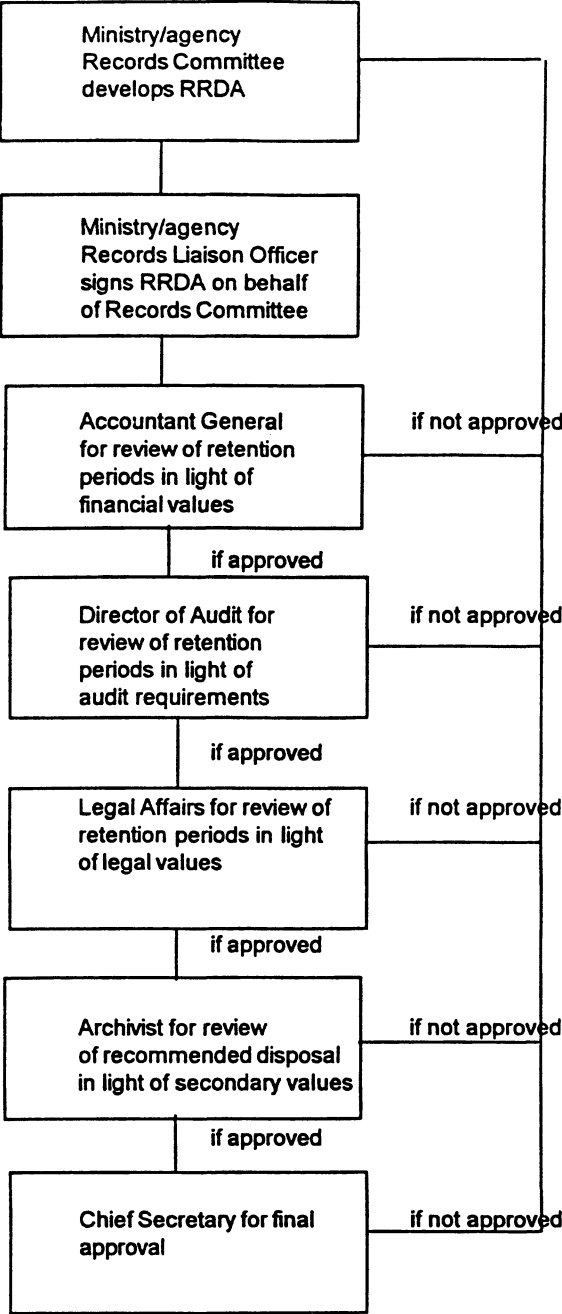 Ministry/agency
Records Committee
develops RRDA
Ministry/agency
Records Liaison Officer
signs RRDA on behalf
of Records Committee
Accountant General
for review of retention
periods in light of
financial values
if not approved
if approved
Director of Audit for
review of retention
periods in light of
audit requirements
if not approved
if approved
Legal Affairs for review of
retention periods in light
of legal values
if not approved
if approved
Archivist for review
of recommended disposal
in light of secondary values
if not approved
if approved
Chief Secretary for final
approval
if not approved